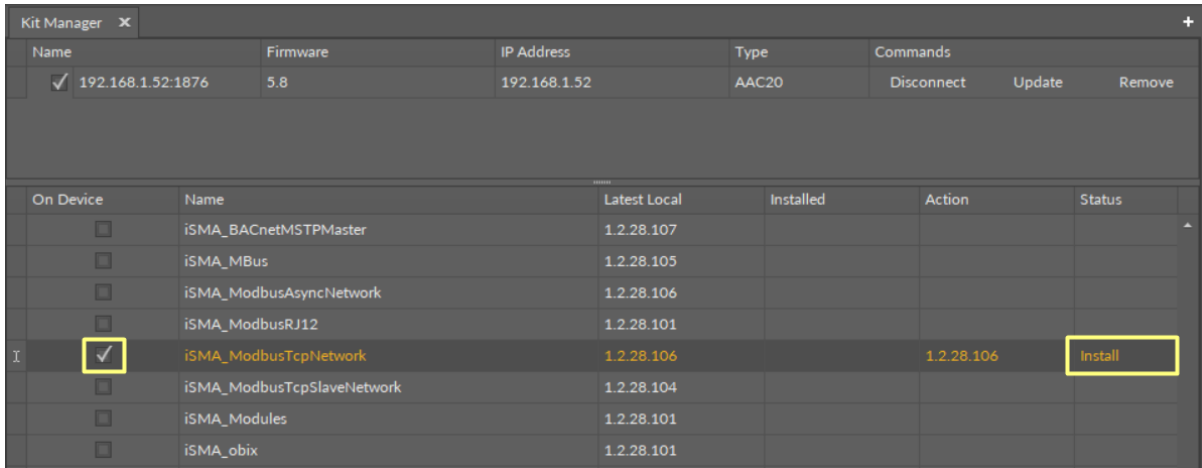 Kit Manager ×
+
Name Firmware IP Address Type Commands
192.168.1.52:1876 5.8 192.168.1.52 AAC20 Disconnect Update Remove
On Device Name Latest Local Installed Action Status
iSMA_BACnetMSTPMaster 1.2.28.107
iSMA_MBus 1.2.28.105
iSMA_ModbusAsyncNetwork 1.2.28.106
iSMA_ModbusRJ12 1.2.28.101
iSMA_ModbusTcpNetwork 1.2.28.106 1.2.28.106 Install
iSMA_ModbusTcpSlaveNetwork 1.2.28.104
iSMA_Modules 1.2.28.101
iSMA_obix 1.2.28.101